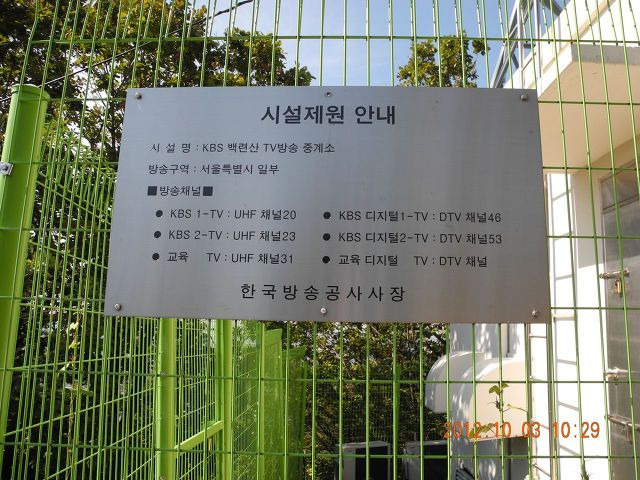 시설제원 안내
시 설 명 : KBS 백련산 TV방송 중계소
방송구역 : 서울특별시 일부
■방송채널■
● KBS 1-TV : UHF 채널20 ● KBS 디지털1-TV : DTV 채널46
● KBS 2-TV : UHF 채널23 ● KBS 디지털2-TV : DTV 채널53
● 교육 TV : UHF 채널31 ● 교육 디지털 TV : DTV 채널
한국방송공사사장
2012.10.03 10:29